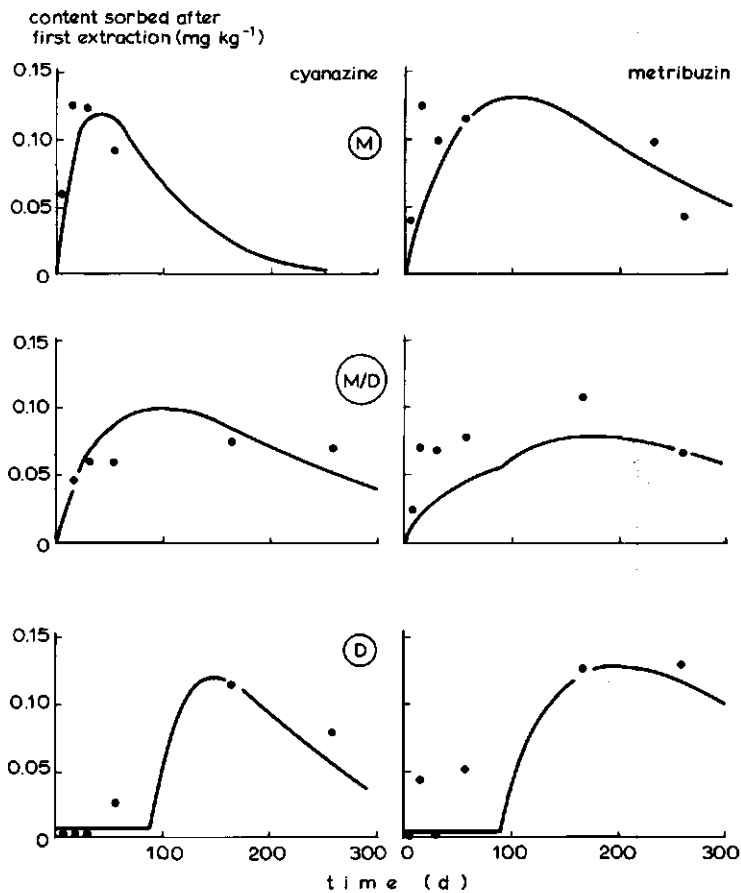 content sorbed after
first extraction (mg kg⁻¹)
cyanazine
metribuzin
0.15
0.10
0.05
0
M
0.15
0.10
0.05
0
M/D
0.15
0.10
0.05
0
D
100 200 300
0 100 200 300
time (d)